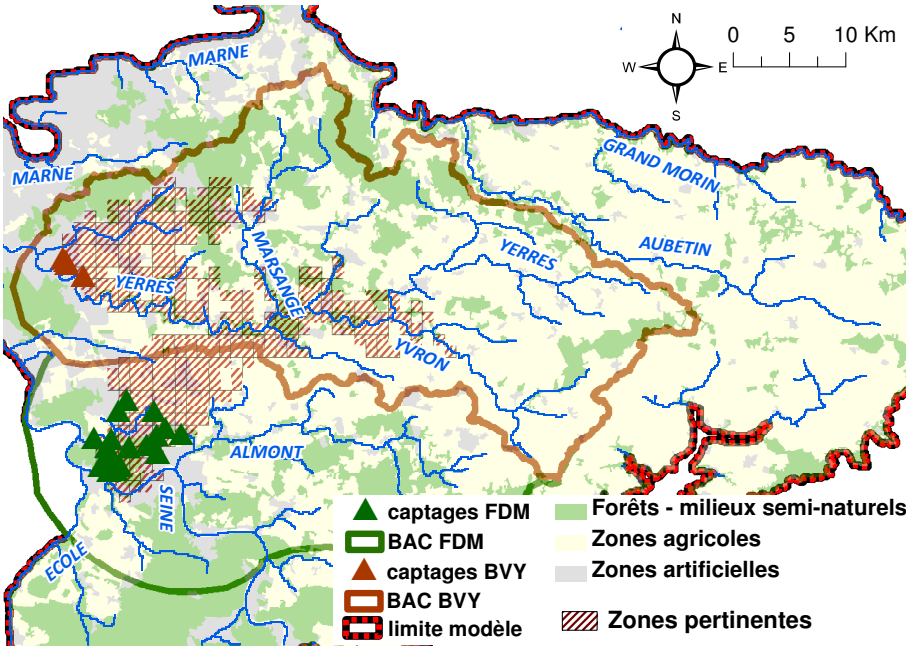 N
W E
S
0 5 10 Km
MARNE
MARNE
GRAND MORIN
AUBETIN
YERRES
MARSANGE
YERRES
YVRON
ALMONT
SEINE
ECOLE
captages FDM
BAC FDM
captages BVY
BAC BVY
limite modèle
Forêts - milieux semi-naturels
Zones agricoles
Zones artificielles
Zones pertinentes